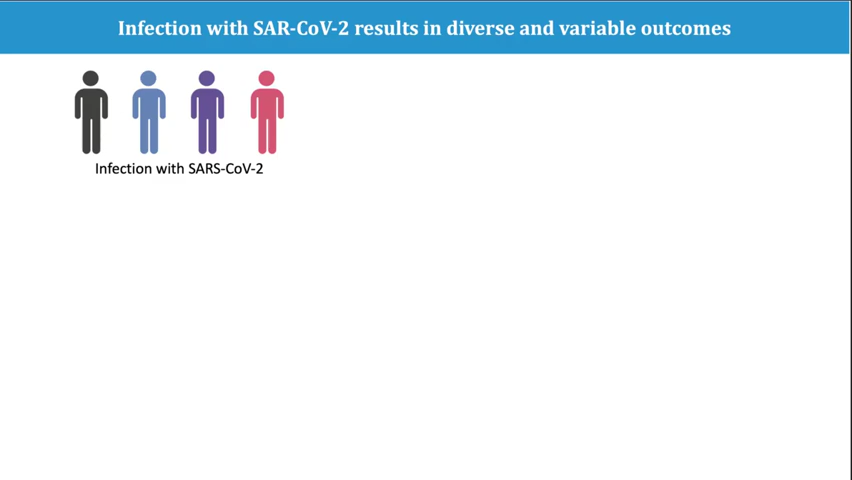 Infection with SAR-CoV-2 results in diverse and variable outcomes
Infection with SARS-CoV-2